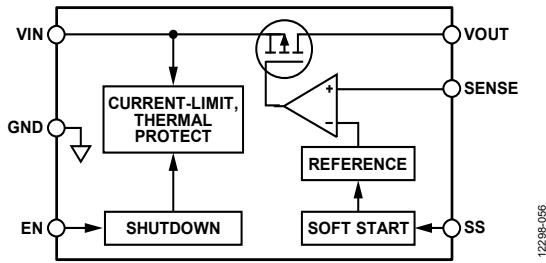 VIN
VOUT
SENSE
CURRENT-LIMIT,
THERMAL
PROTECT
+
−
GND
REFERENCE
EN
SHUTDOWN
SOFT START
SS
12298-056